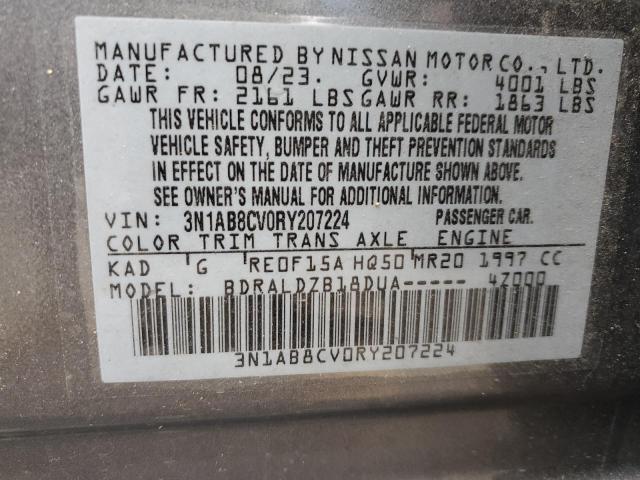 MANUFACTURED BY NISSAN MOTOR CO., LTD.
DATE: 08/23. GVWR: 4001 LBS
GAWR FR: 2161 LBS GAWR RR: 1863 LBS
THIS VEHICLE CONFORMS TO ALL APPLICABLE FEDERAL MOTOR
VEHICLE SAFETY, BUMPER AND THEFT PREVENTION STANDARDS
IN EFFECT ON THE DATE OF MANUFACTURE SHOWN ABOVE.
SEE OWNER'S MANUAL FOR ADDITIONAL INFORMATION.
VIN: 3N1AB8CV0RY207224 PASSENGER CAR.
COLOR TRIM TRANS AXLE ENGINE
KAD G RE0F15A HQ50 MR20 1997 CC
MODEL: BDRALDZB18DUA----- 4Z000
3N1AB8CV0RY207224